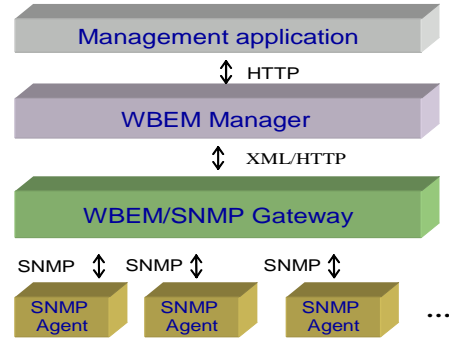 Management application
HTTP
WBEM Manager
XML/HTTP
WBEM/SNMP Gateway
SNMP SNMP SNMP
SNMP Agent
SNMP Agent
SNMP Agent
...